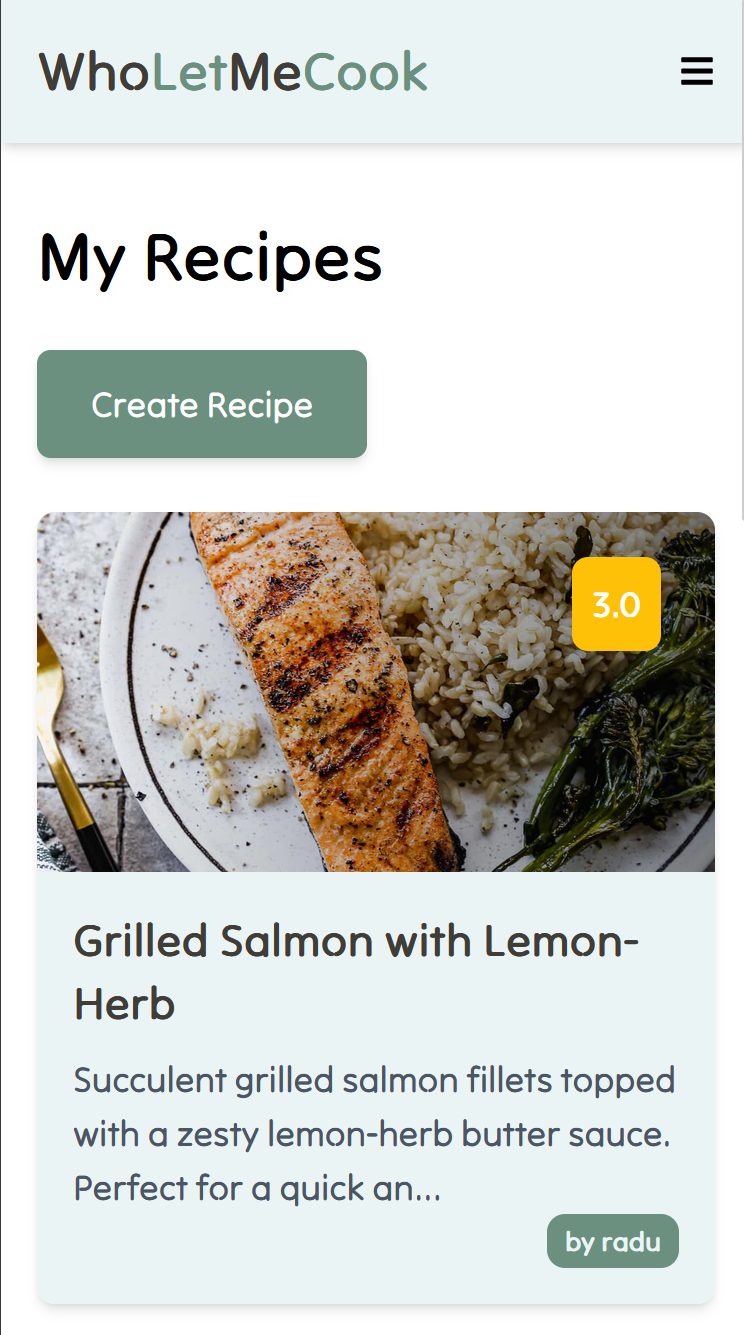 WhoLetMeCook
My Recipes
Create Recipe
3.0
Grilled Salmon with Lemon-
Herb
Succulent grilled salmon fillets topped
with a zesty lemon-herb butter sauce.
Perfect for a quick an...
by radu